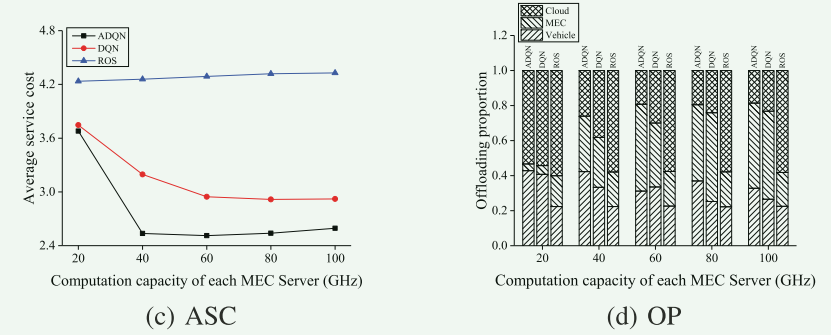 4.8
4.2
3.6
3.0
2.4
Average service cost
ADQN
DQN
ROS
20 40 60 80 100
Computation capacity of each MEC Server (GHz)
(c) ASC
Cloud
MEC
Vehicle
1.2
1.0
0.8
0.6
0.4
0.2
0.0
Offloading proportion
ADQN DQN ROS ADQN DQN ROS ADQN DQN ROS ADQN DQN ROS ADQN DQN ROS
20 40 60 80 100
Computation capacity of each MEC Server (GHz)
(d) OP